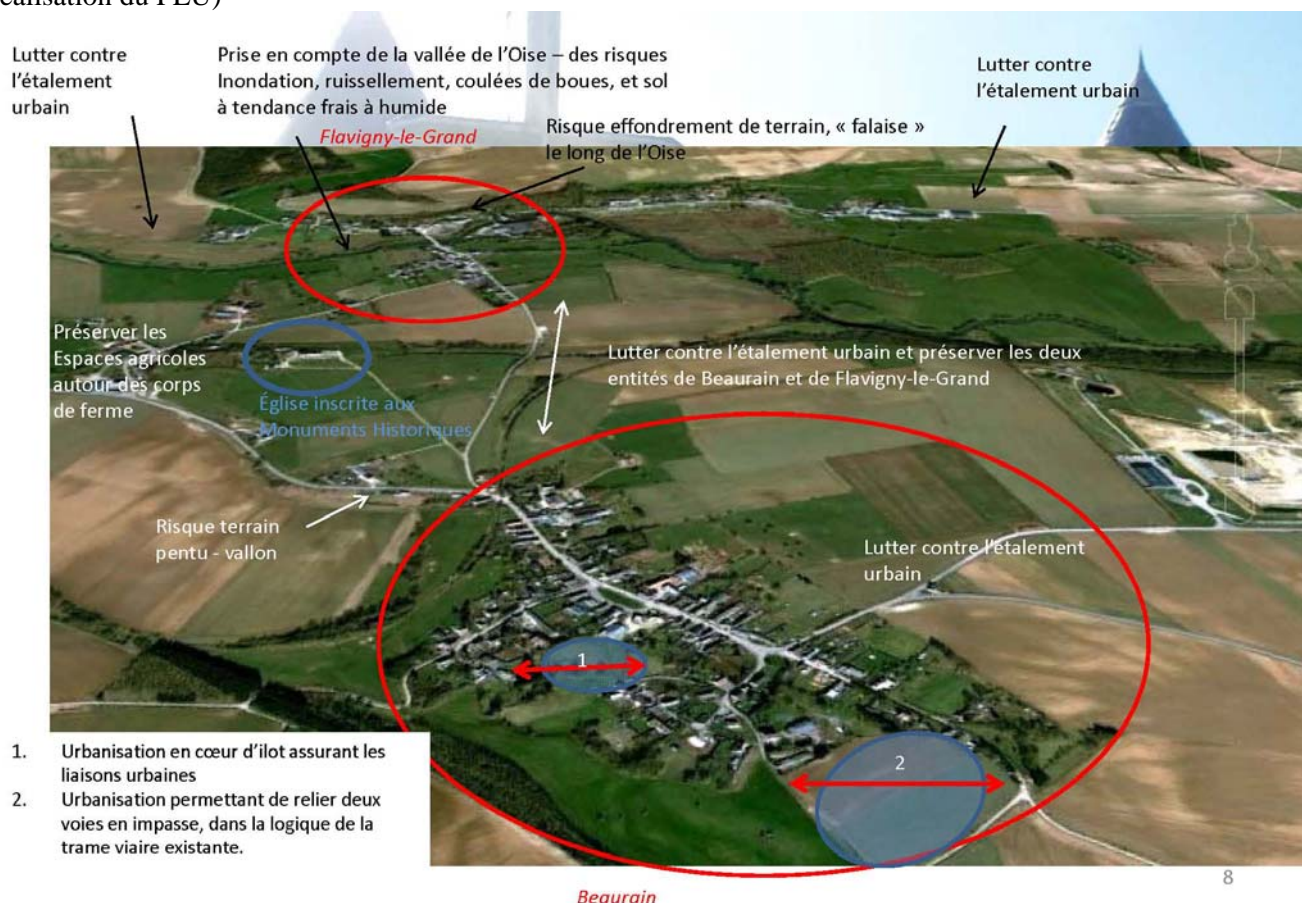 calisation du PLU)
Lutter contre
l'étalement
urbain
Prise en compte de la vallée de l'Oise – des risques
Inondation, ruissellement, coulées de boues, et sol
à tendance frais à humide
Lutter contre
l'étalement urbain
Flavigny-le-Grand
Risque effondrement de terrain, « falaise »
le long de l'Oise
Préserver les
Espaces agricoles
autour des corps
de ferme
Église inscrite aux
Monuments Historiques
Lutter contre l'étalement urbain et préserver les deux
entités de Beaurain et de Flavigny-le-Grand
Risque terrain
pentu - vallon
Lutter contre l'étalement
urbain
1
2
1. Urbanisation en cœur d'ilot assurant les
liaisons urbaines
2. Urbanisation permettant de relier deux
voies en impasse, dans la logique de la
trame viaire existante.
8
Beaurain